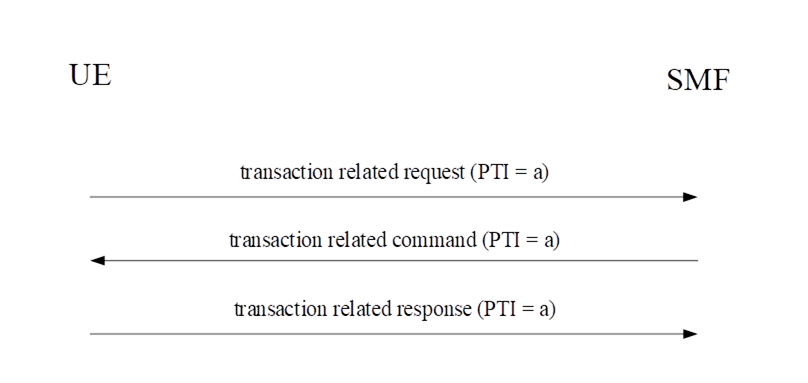 UE
SMF
transaction related request (PTI = a)
transaction related command (PTI = a)
transaction related response (PTI = a)